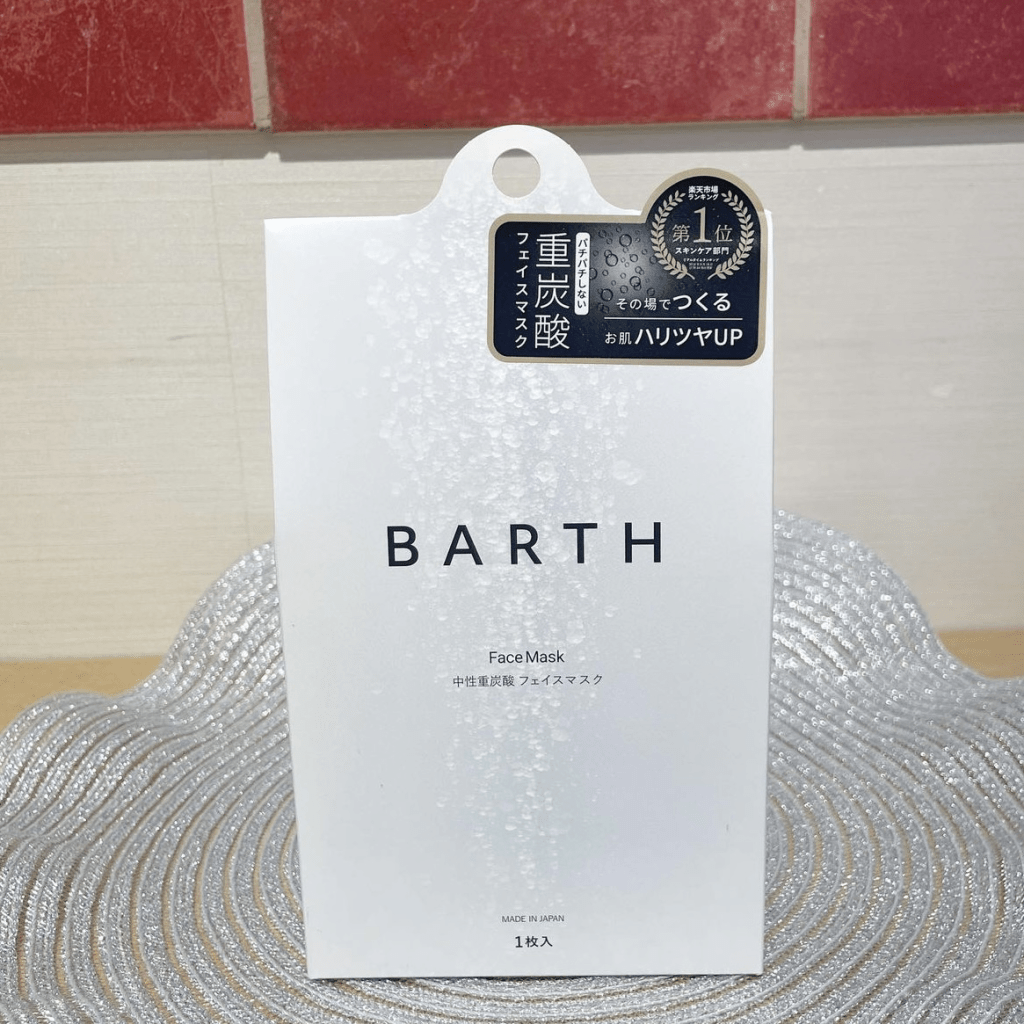 楽天市場
ランキング
第1位
スキンケア部門
パチパチしない
重炭酸
フェイスマスク
その場でつくる
お肌ハリツヤUP
BARTH
Face Mask
中性重炭酸 フェイスマスク
MADE IN JAPAN
1枚入